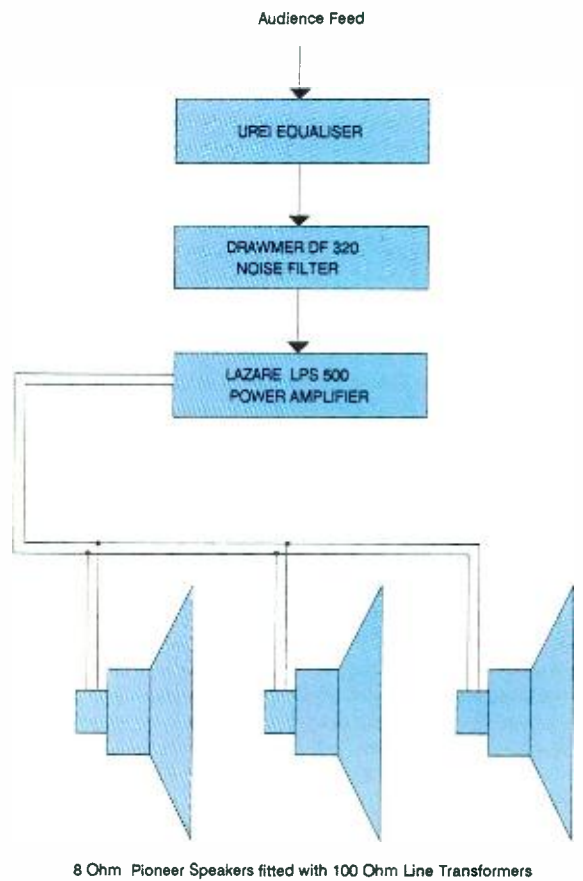 Audience Feed
UREI EQUALISER
DRAWMER DF 320
NOISE FILTER
LAZARE LPS 500
POWER AMPLIFIER
8 Ohm Pioneer Speakers fitted with 100 Ohm Line Transformers